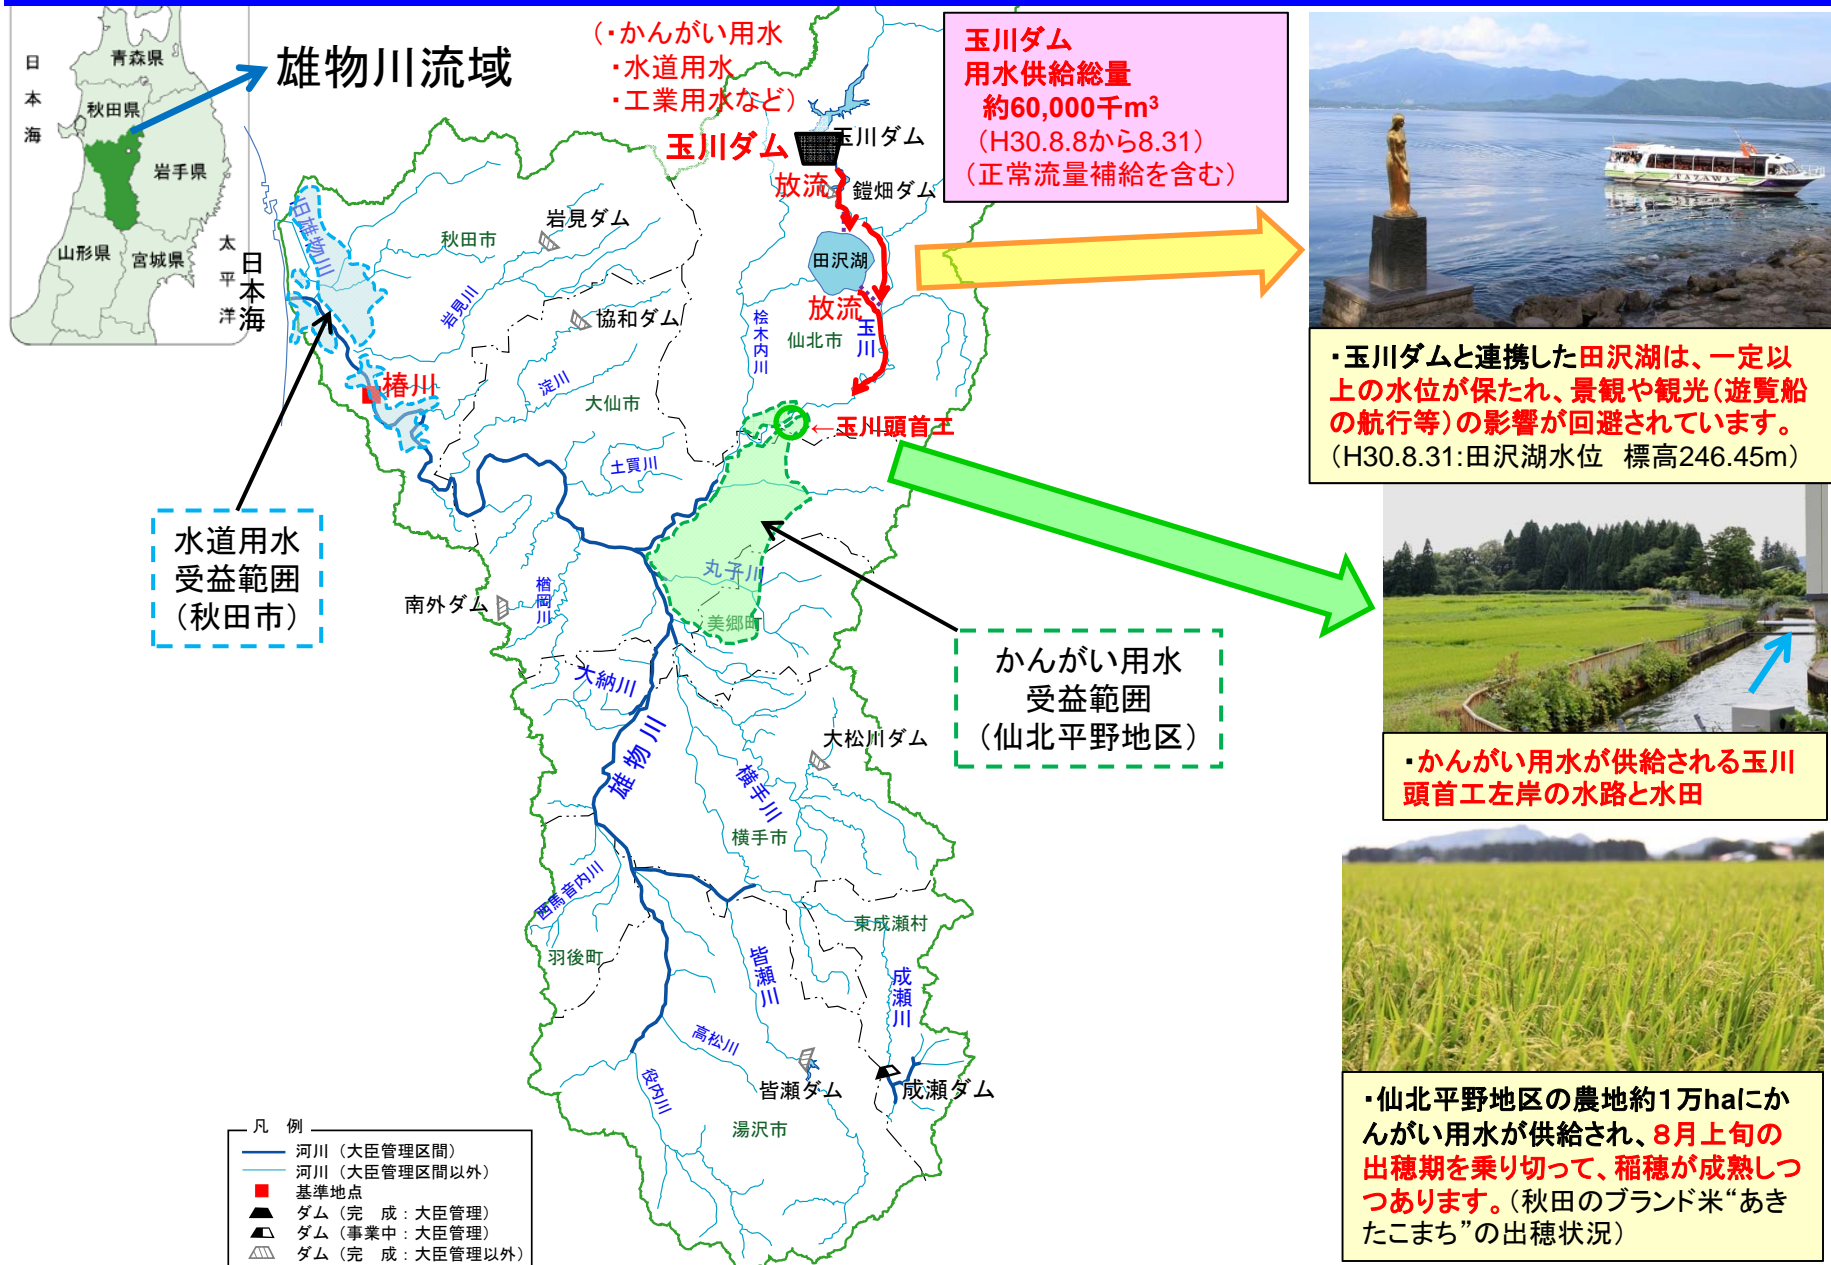 青森県
秋田県
岩手県
山形県
宮城県
日本海
太平洋
雄物川流域
（・かんがい用水
・水道用水
・工業用水など）
玉川ダム
玉川ダム
放流
鎧畑ダム
田沢湖
放流
玉川
仙北市
桧木内川
←玉川頭首工
日本海
旧雄物川
秋田市
岩見ダム
岩見川
協和ダム
淀川
大仙市
椿川
土買川
水道用水
受益範囲
（秋田市）
楢岡川
南外ダム
丸子川
美郷町
かんがい用水
受益範囲
（仙北平野地区）
大納川
雄物川
大松川ダム
横手川
横手市
西馬音内川
羽後町
東成瀬村
皆瀬川
成瀬川
高松川
役内川
皆瀬ダム
成瀬ダム
湯沢市
凡　例
河川（大臣管理区間）
河川（大臣管理区間以外）
基準地点
ダム（完　成：大臣管理）
ダム（事業中：大臣管理）
ダム（完　成：大臣管理以外）
玉川ダム
用水供給総量
約60,000千m³
（H30.8.8から8.31）
（正常流量補給を含む）
TAZAWA
・玉川ダムと連携した田沢湖は、一定以
上の水位が保たれ、景観や観光（遊覧船
の航行等）の影響が回避されています。
（H30.8.31:田沢湖水位　標高246.45m）
・かんがい用水が供給される玉川
頭首工左岸の水路と水田
・仙北平野地区の農地約１万haにか
んがい用水が供給され、８月上旬の
出穂期を乗り切って、稲穂が成熟しつ
つあります。（秋田のブランド米“あき
たこまち”の出穂状況）